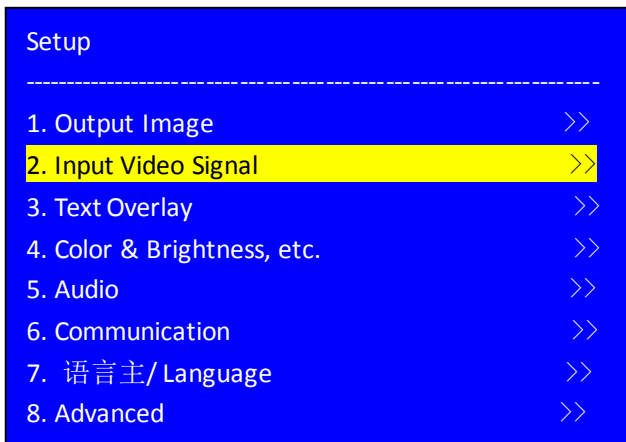 Setup
----------------------------------------------------------------------
1. Output Image >>
2. Input Video Signal >>
3. Text Overlay >>
4. Color & Brightness, etc. >>
5. Audio >>
6. Communication >>
7. 语言主/ Language >>
8. Advanced >>